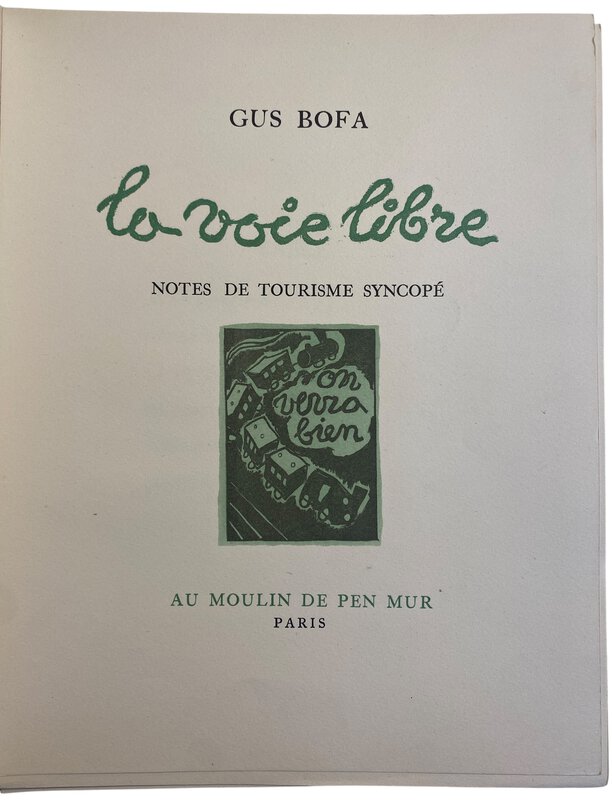 GUS BOFA
la voie libre
NOTES DE TOURISME SYNCOPÉ
on
verra
bien
AU MOULIN DE PEN MUR
PARIS